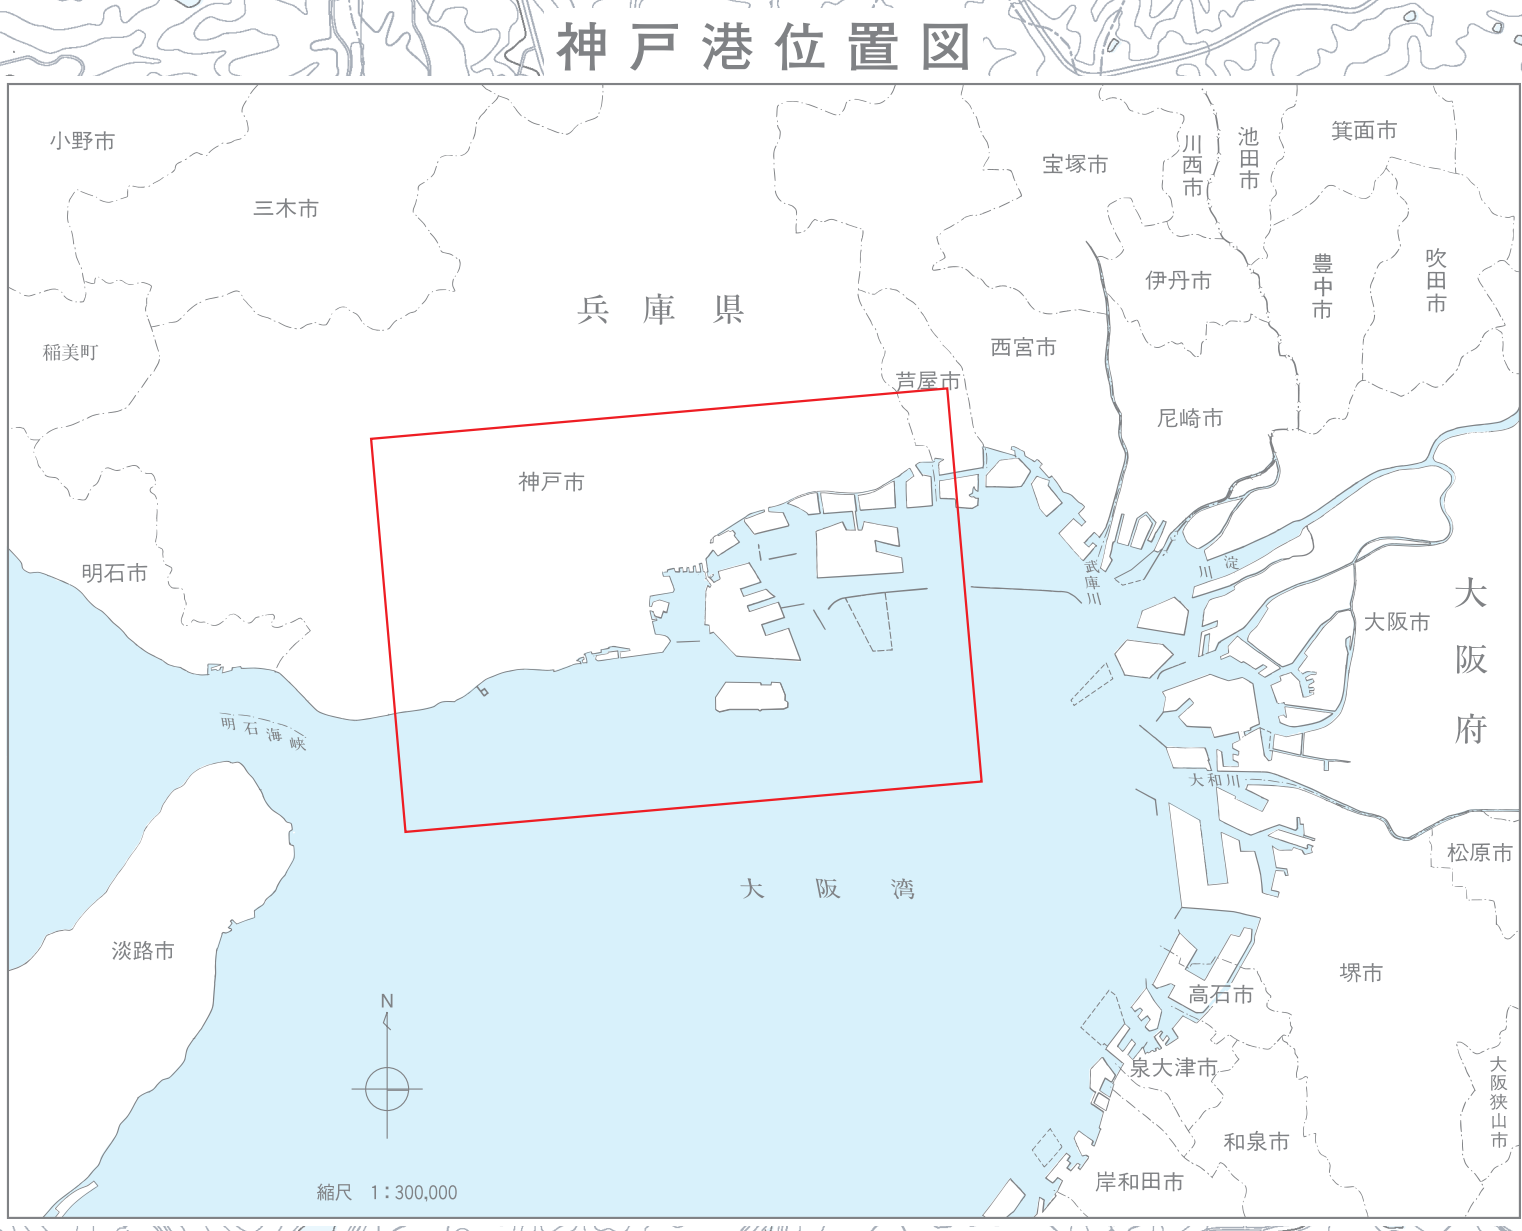 神戸港位置図
小野市
三木市
宝塚市
川西市
池田市
箕面市
兵庫県
伊丹市
豊中市
吹田市
稲美町
西宮市
芦屋市
尼崎市
神戸市
明石市
武庫川
淀川
大阪市
大阪府
明石海峡
大和川
松原市
大阪湾
淡路市
堺市
高石市
N
泉大津市
大阪狭山市
和泉市
岸和田市
縮尺 1:300,000